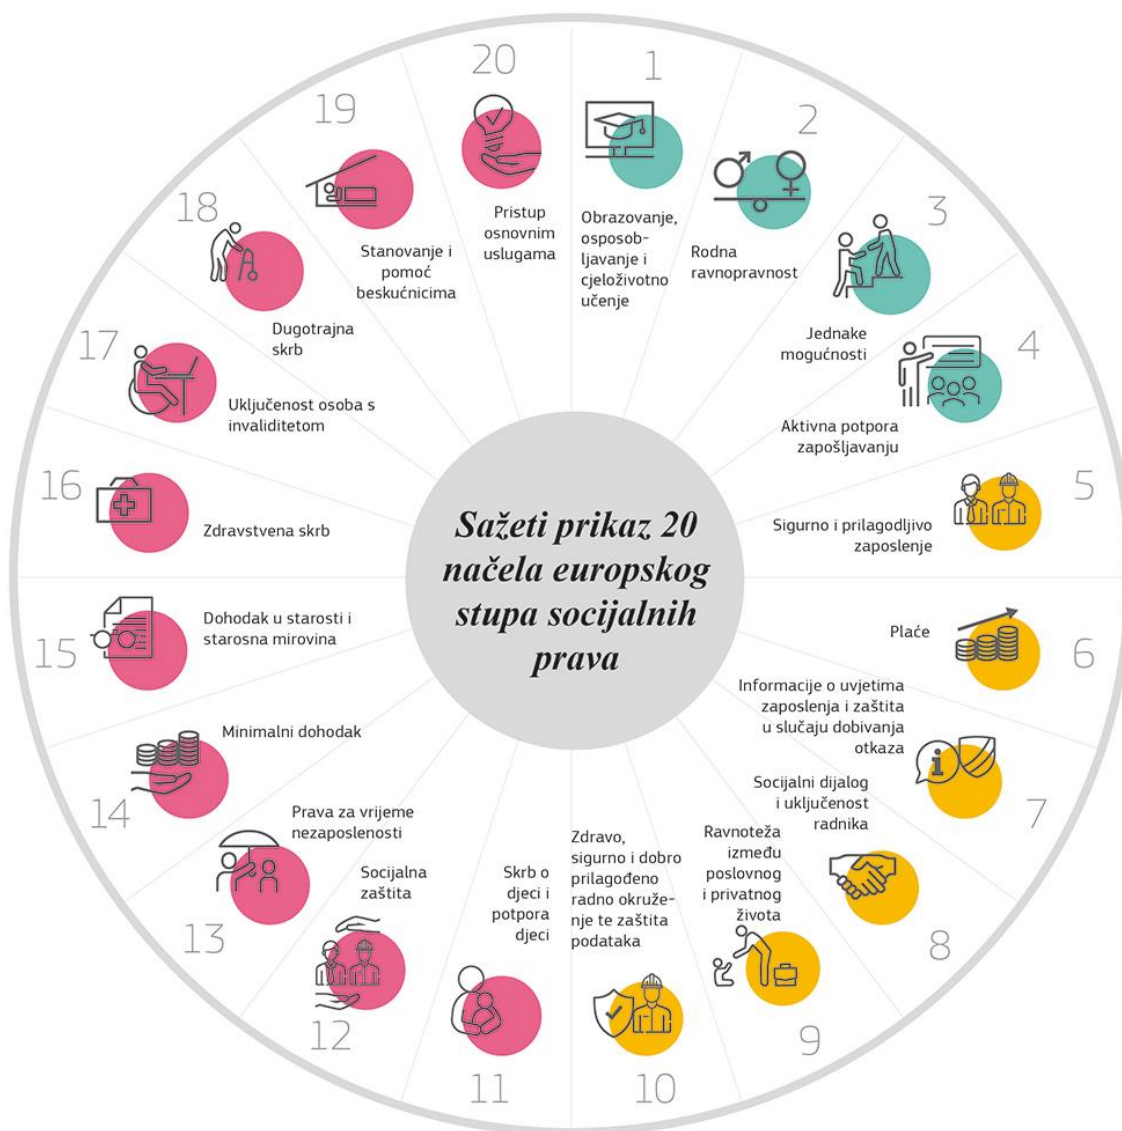 Sažeti prikaz 20
načela europskog
stupa socijalnih
prava
1
Obrazovanje,
osposob-
ljavanje i
cjeloživotno
učenje
2
Rodna
ravnopravnost
3
Jednake
mogućnosti
4
Aktivna potpora
zapošljavanju
5
Sigurno i prilagodljivo
zaposlenje
6
Plaće
7
Informacije o uvjetima
zaposlenja i zaštita
u slučaju dobivanja
otkaza
i
8
Socijalni dijalog
i uključenost
radnika
9
Ravnoteža
između
poslovnog
i privatnog
života
10
Zdravo,
sigurno i dobro
prilagođeno
radno okruže-
nje te zaštita
podataka
11
Skrb o
djeci i
potpora
djeci
12
Socijalna
zaštita
13
Prava za vrijeme
nezaposlenosti
14
Minimalni dohodak
15
Dohodak u starosti i
starosna mirovina
16
Zdravstvena skrb
17
Uključenost osoba s
invaliditetom
18
Dugotrajna
skrb
19
Stanovanje i
pomoć
beskućnicima
20
Pristup
osnovnim
uslugama